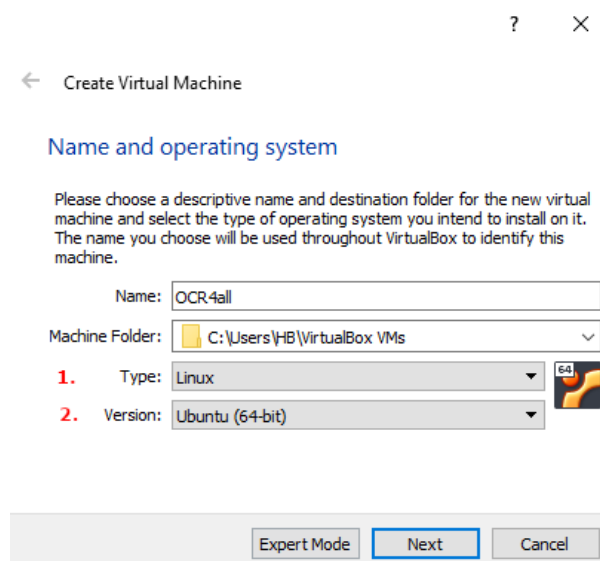 ?
Create Virtual Machine
Name and operating system
Please choose a descriptive name and destination folder for the new virtual
machine and select the type of operating system you intend to install on it.
The name you choose will be used throughout VirtualBox to identify this
machine.
Name: OCR4all
Machine Folder: C:\Users\HB\VirtualBox VMs
1. Type: Linux
64
2. Version: Ubuntu (64-bit)
Expert Mode Next Cancel